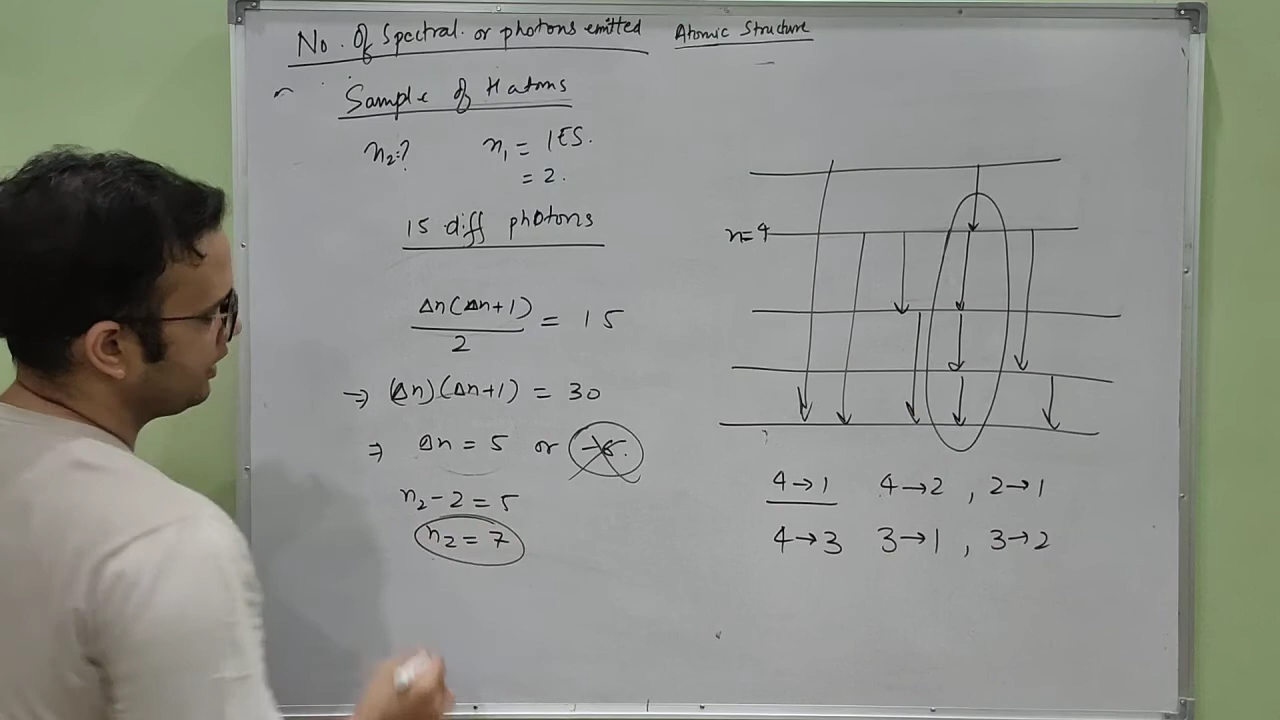 No. Of Spectral. or photons emitted
Atomic Structure
Sample of H atoms
n₂=? n₁ = 1ES.
= 2.
15 diff photons
Δn(Δn+1)/2 = 15
→ (Δn)(Δn+1) = 30
⇒ Δn = 5 or -6.
n₂-2=5
n₂=7
n=4
4→1 4→2 , 2→1
4→3 3→1 , 3→2